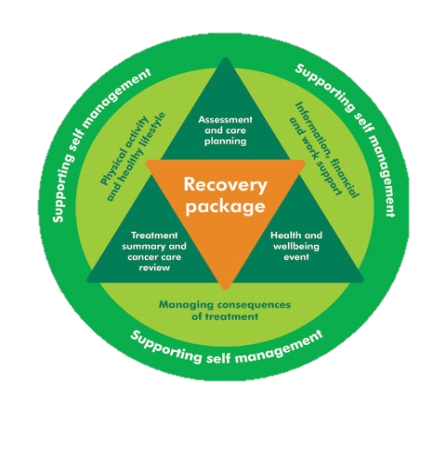 Supporting self management
Supporting self management
Physical activity
and healthy lifestyle
Information, financial
and work support
Assessment
and care
planning
Recovery
package
Treatment
summary and
cancer care
review
Health and
wellbeing
event
Managing consequences
of treatment
Supporting self management